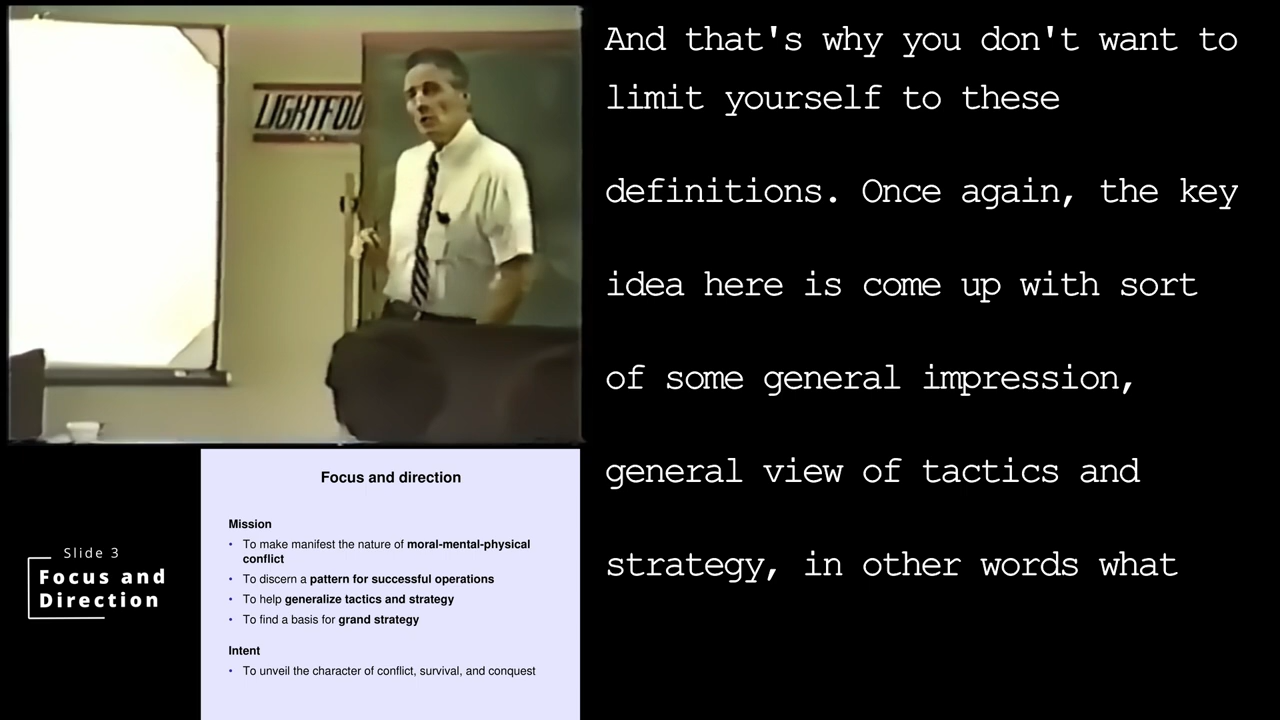 LIGHTFOO
And that's why you don't want to
limit yourself to these
definitions. Once again, the key
idea here is come up with sort
of some general impression,
general view of tactics and
strategy, in other words what
Slide 3
Focus and
Direction
Focus and direction
Mission
• To make manifest the nature of moral-mental-physical
conflict
• To discern a pattern for successful operations
• To help generalize tactics and strategy
• To find a basis for grand strategy
Intent
• To unveil the character of conflict, survival, and conquest